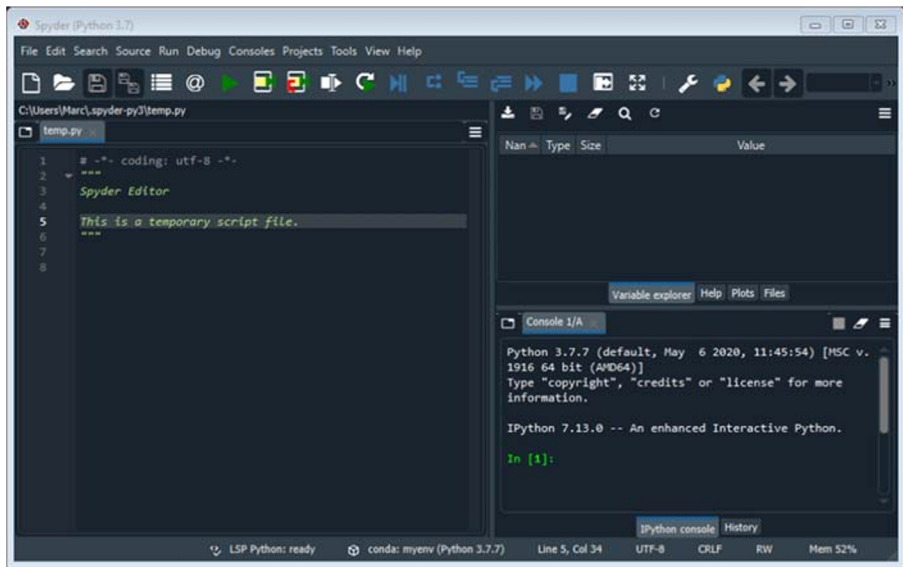 Spyder (Python 3.7)
File Edit Search Source Run Debug Consoles Projects Tools View Help
C:\Users\Marc\.spyder-py3\temp.py
temp.py
1 # -*- coding: utf-8 -*-
2 """
3 Spyder Editor
4
5 This is a temporary script file.
6 """
7
8
Nan Type Size Value
Variable explorer Help Plots Files
Console 1/A
Python 3.7.7 (default, May 6 2020, 11:45:54) [MSC v.
1916 64 bit (AMD64)]
Type "copyright", "credits" or "license" for more
information.
IPython 7.13.0 -- An enhanced Interactive Python.
In [1]:
IPython console History
LSP Python: ready conda: myenv (Python 3.7.7) Line 5, Col 34 UTF-8 CRLF RW Mem 52%